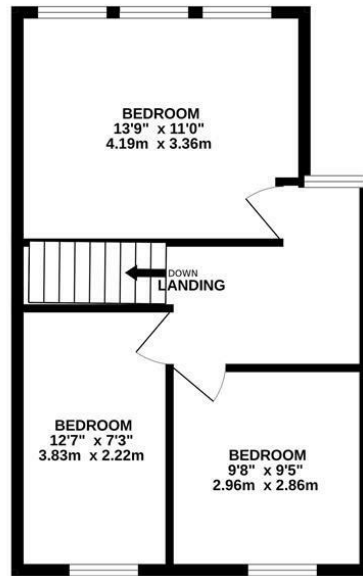 BEDROOM
13'9" x 11'0"
4.19m x 3.36m
DOWN
LANDING
BEDROOM
12'7" x 7'3"
3.83m x 2.22m
BEDROOM
9'8" x 9'5"
2.96m x 2.86m